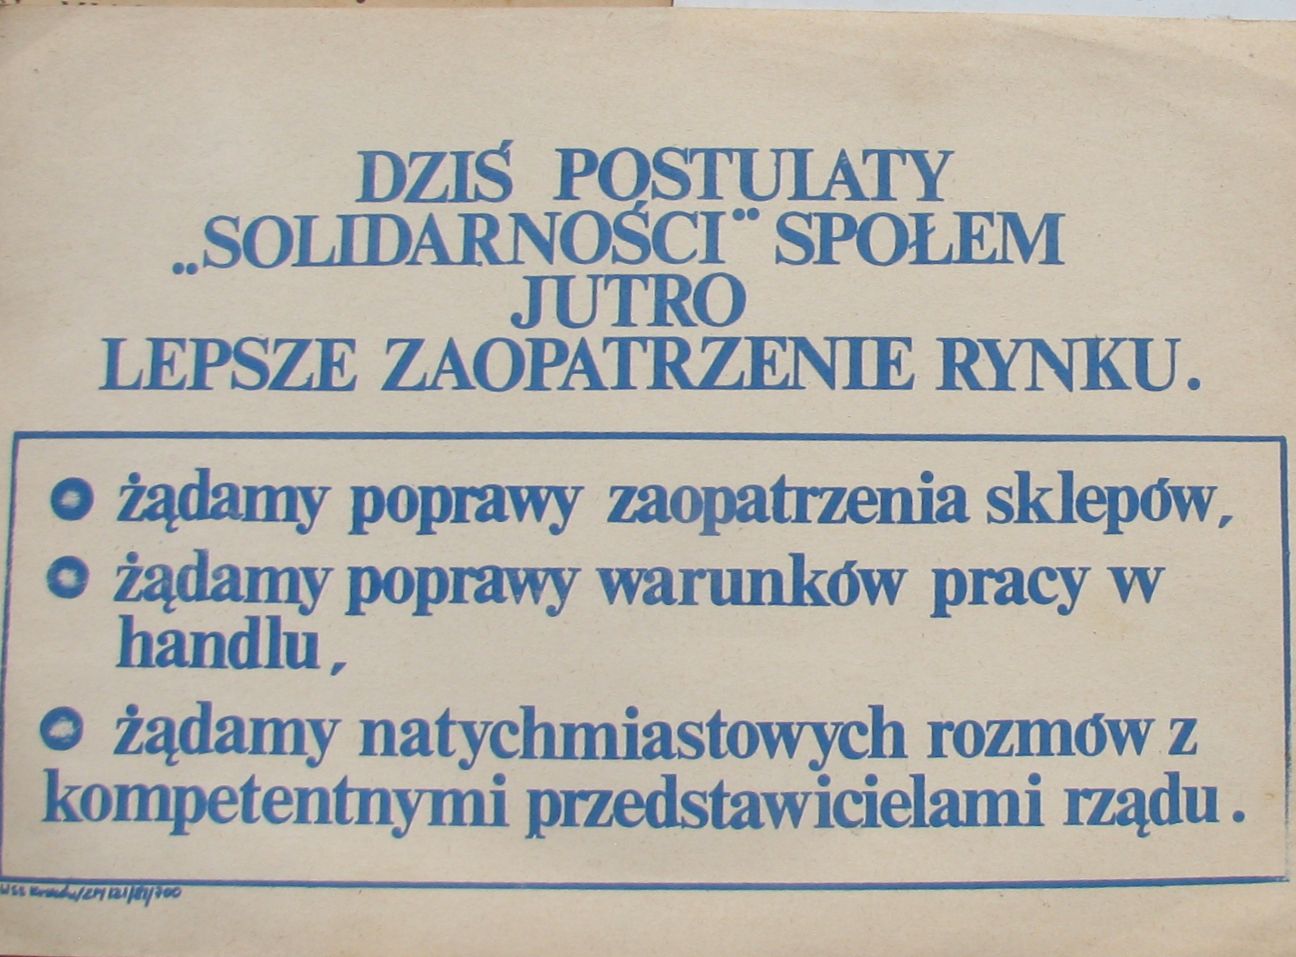 DZIŚ POSTULATY
„SOLIDARNOŚCI" SPOŁEM
JUTRO
LEPSZE ZAOPATRZENIE RYNKU.
żądamy poprawy zaopatrzenia sklepów,
żądamy poprawy warunków pracy w
handlu,
żądamy natychmiastowych rozmów z
kompetentnymi przedstawicielami rządu.